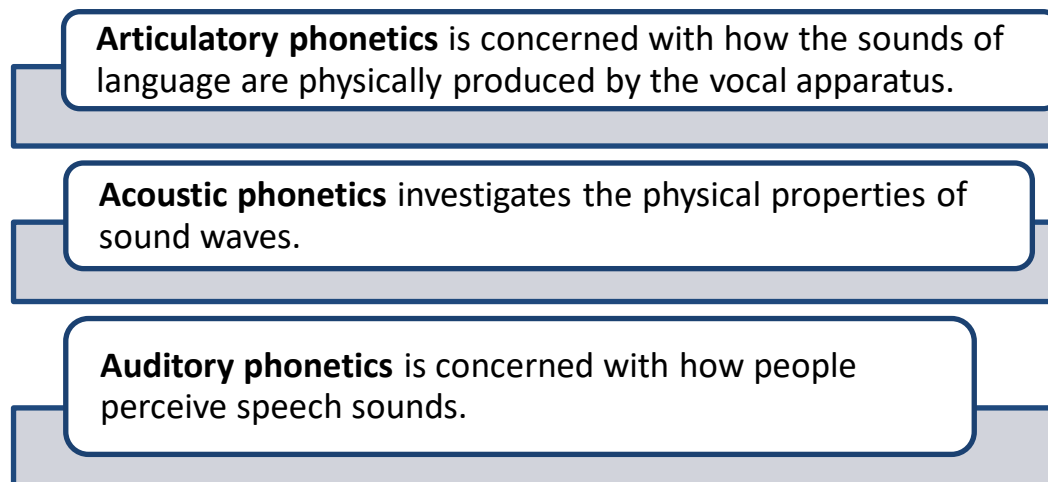 Articulatory phonetics is concerned with how the sounds of
language are physically produced by the vocal apparatus.
Acoustic phonetics investigates the physical properties of
sound waves.
Auditory phonetics is concerned with how people
perceive speech sounds.